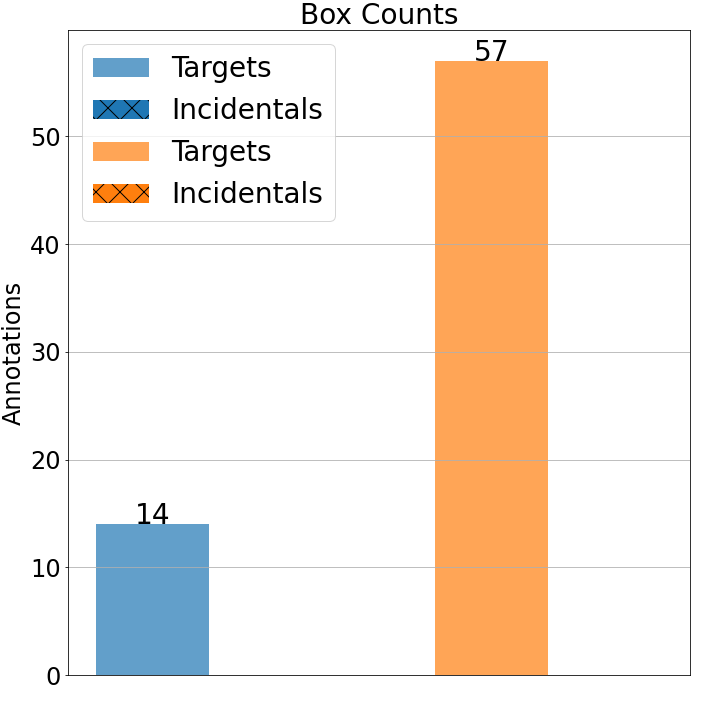 Box Counts
57
Targets
Incidentals
Targets
Incidentals
50
40
30
20
10
0
Annotations
14